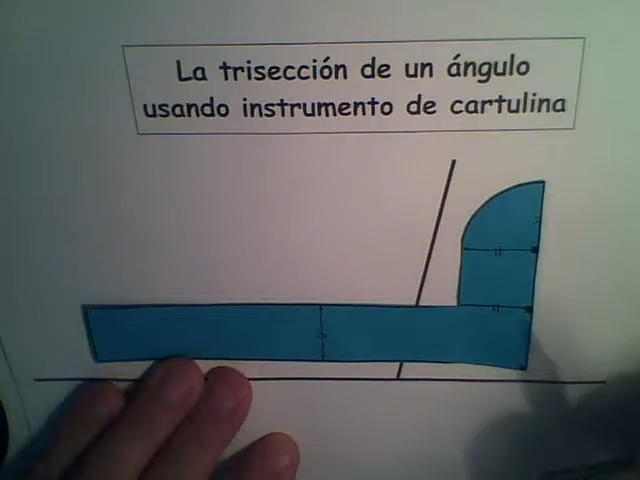 La trisección de un ángulo
usando instrumento de cartulina